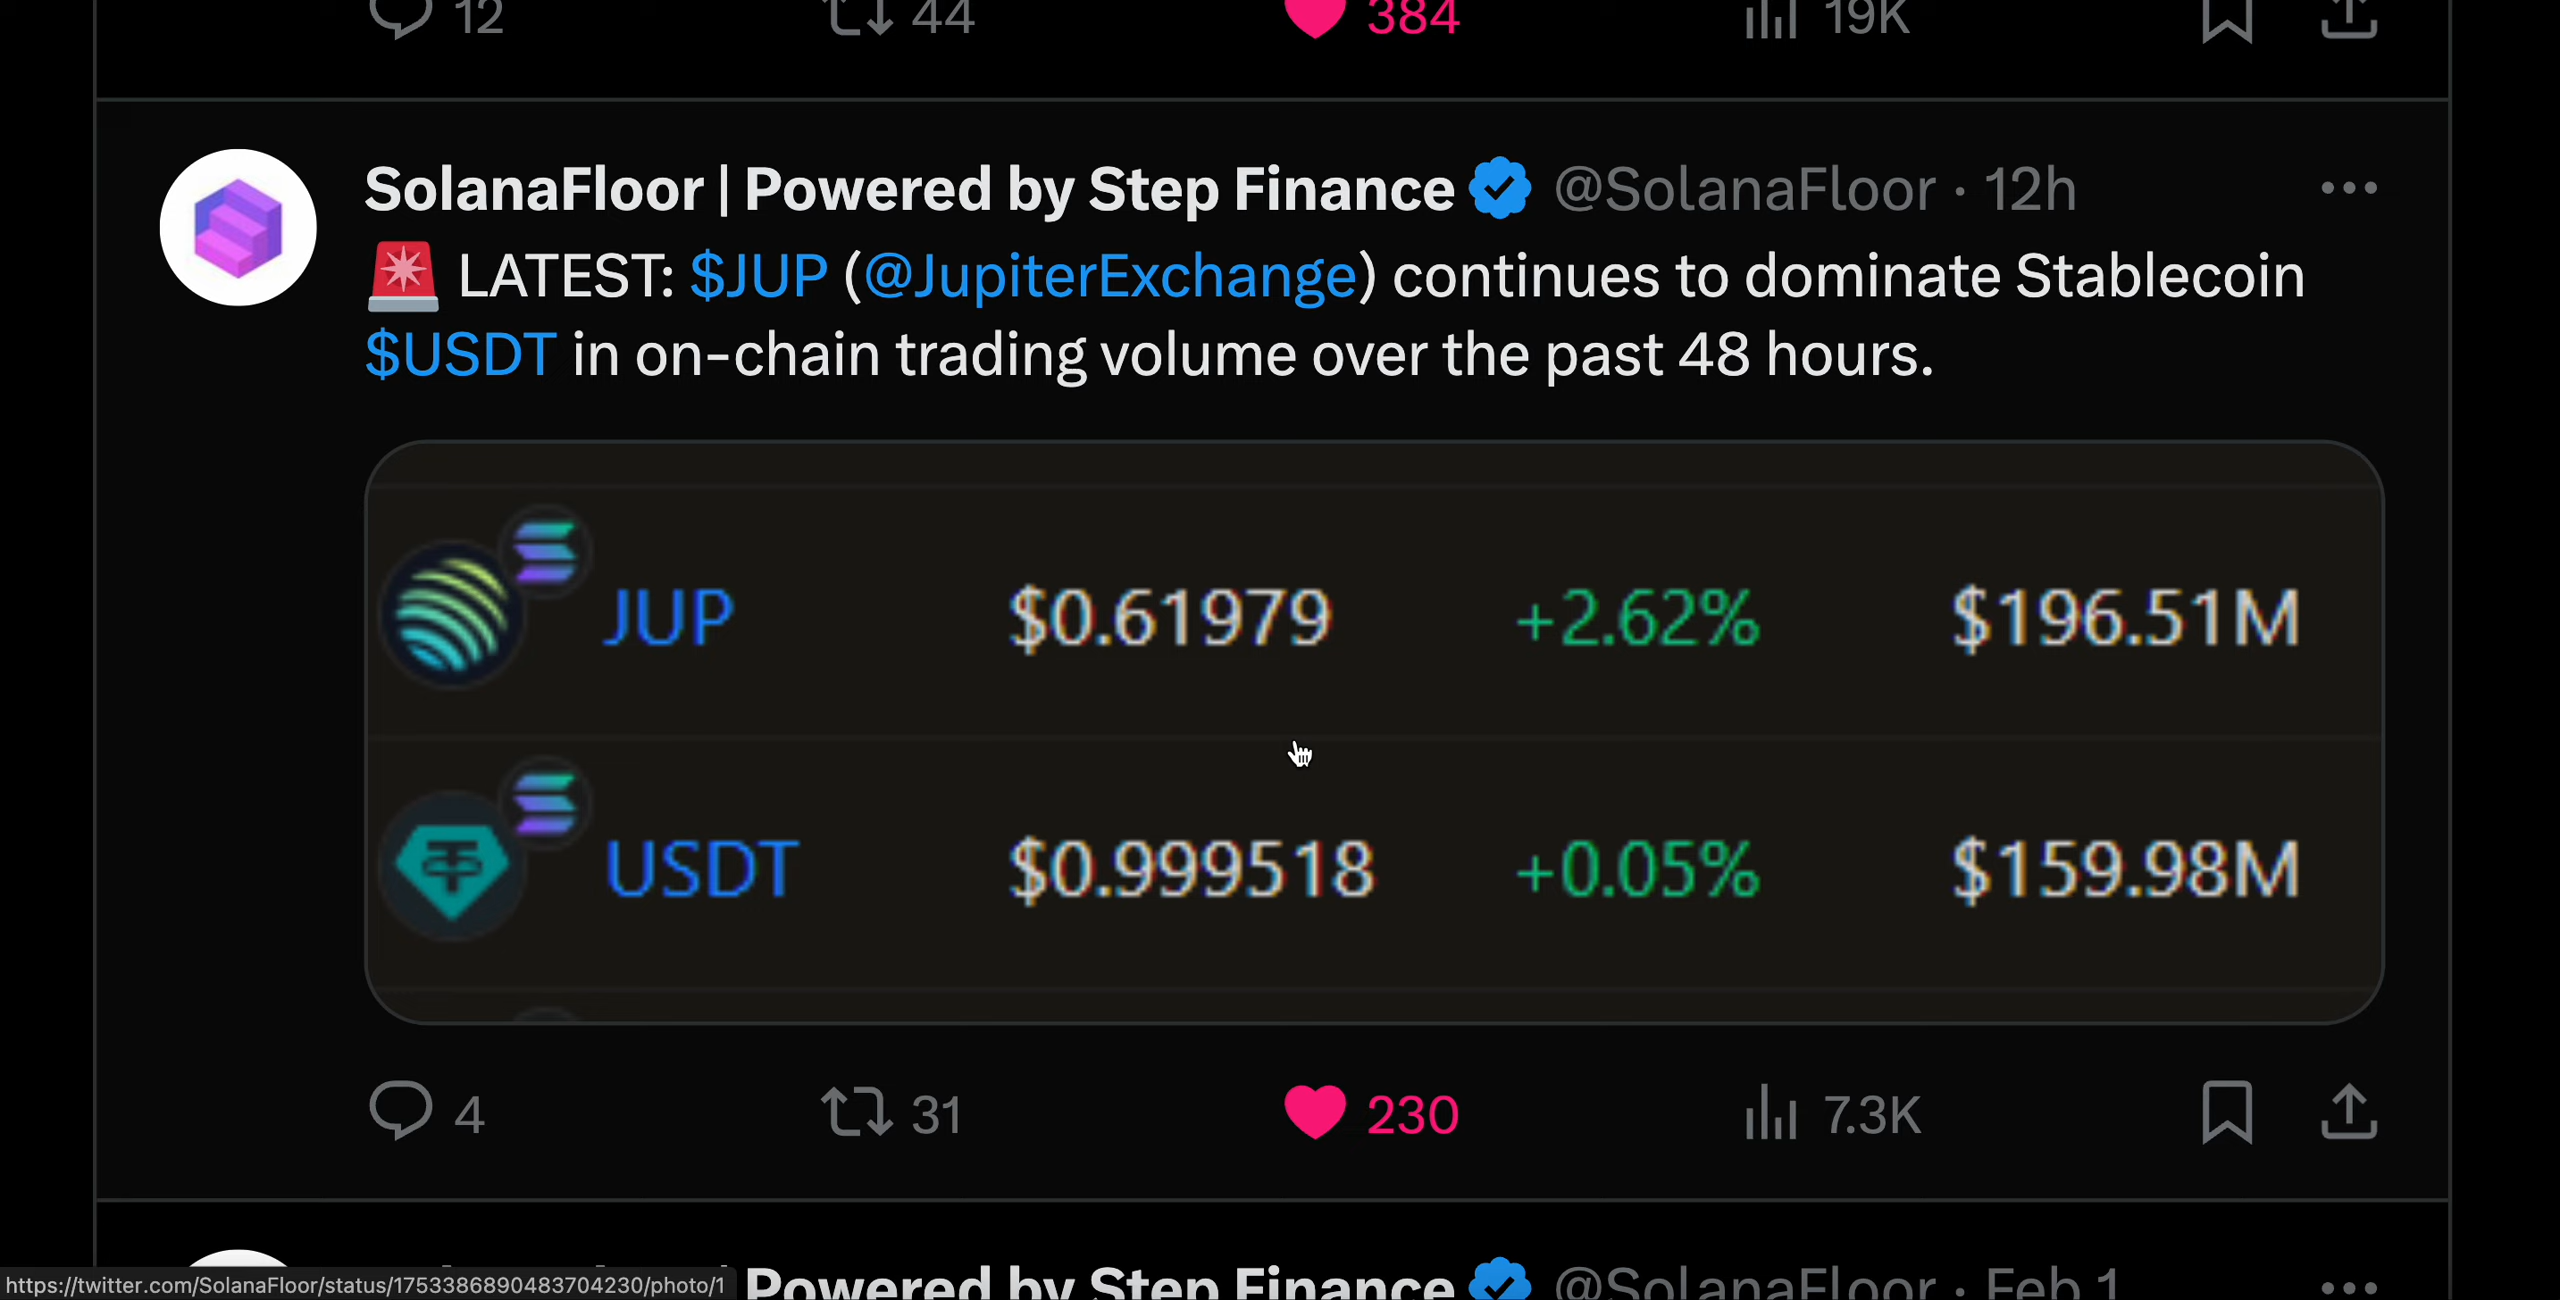 12 44 384 19K
SolanaFloor | Powered by Step Finance @SolanaFloor · 12h
LATEST: $JUP (@JupiterExchange) continues to dominate Stablecoin
$USDT in on-chain trading volume over the past 48 hours.
JUP $0.61979 +2.62% $196.51M
USDT $0.999518 +0.05% $159.98M
4 31 230 7.3K
Powered by Step Finance @SolanaFloor · Feb 1
https://twitter.com/SolanaFloor/status/1753386890483704230/photo/1